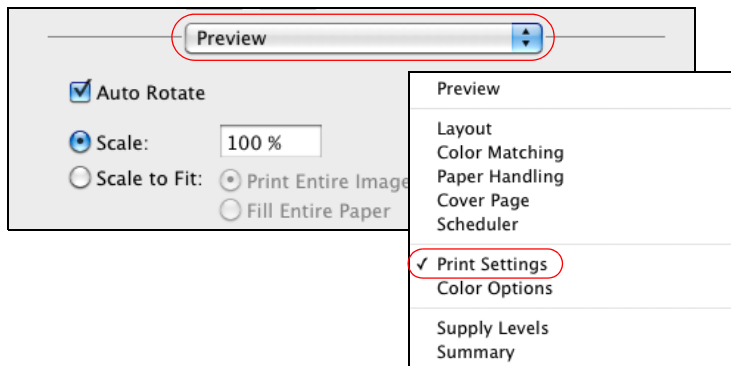 Preview
Auto Rotate
Scale: 100 %
Scale to Fit: Print Entire Image
Fill Entire Paper
Preview
Layout
Color Matching
Paper Handling
Cover Page
Scheduler
✓ Print Settings
Color Options
Supply Levels
Summary